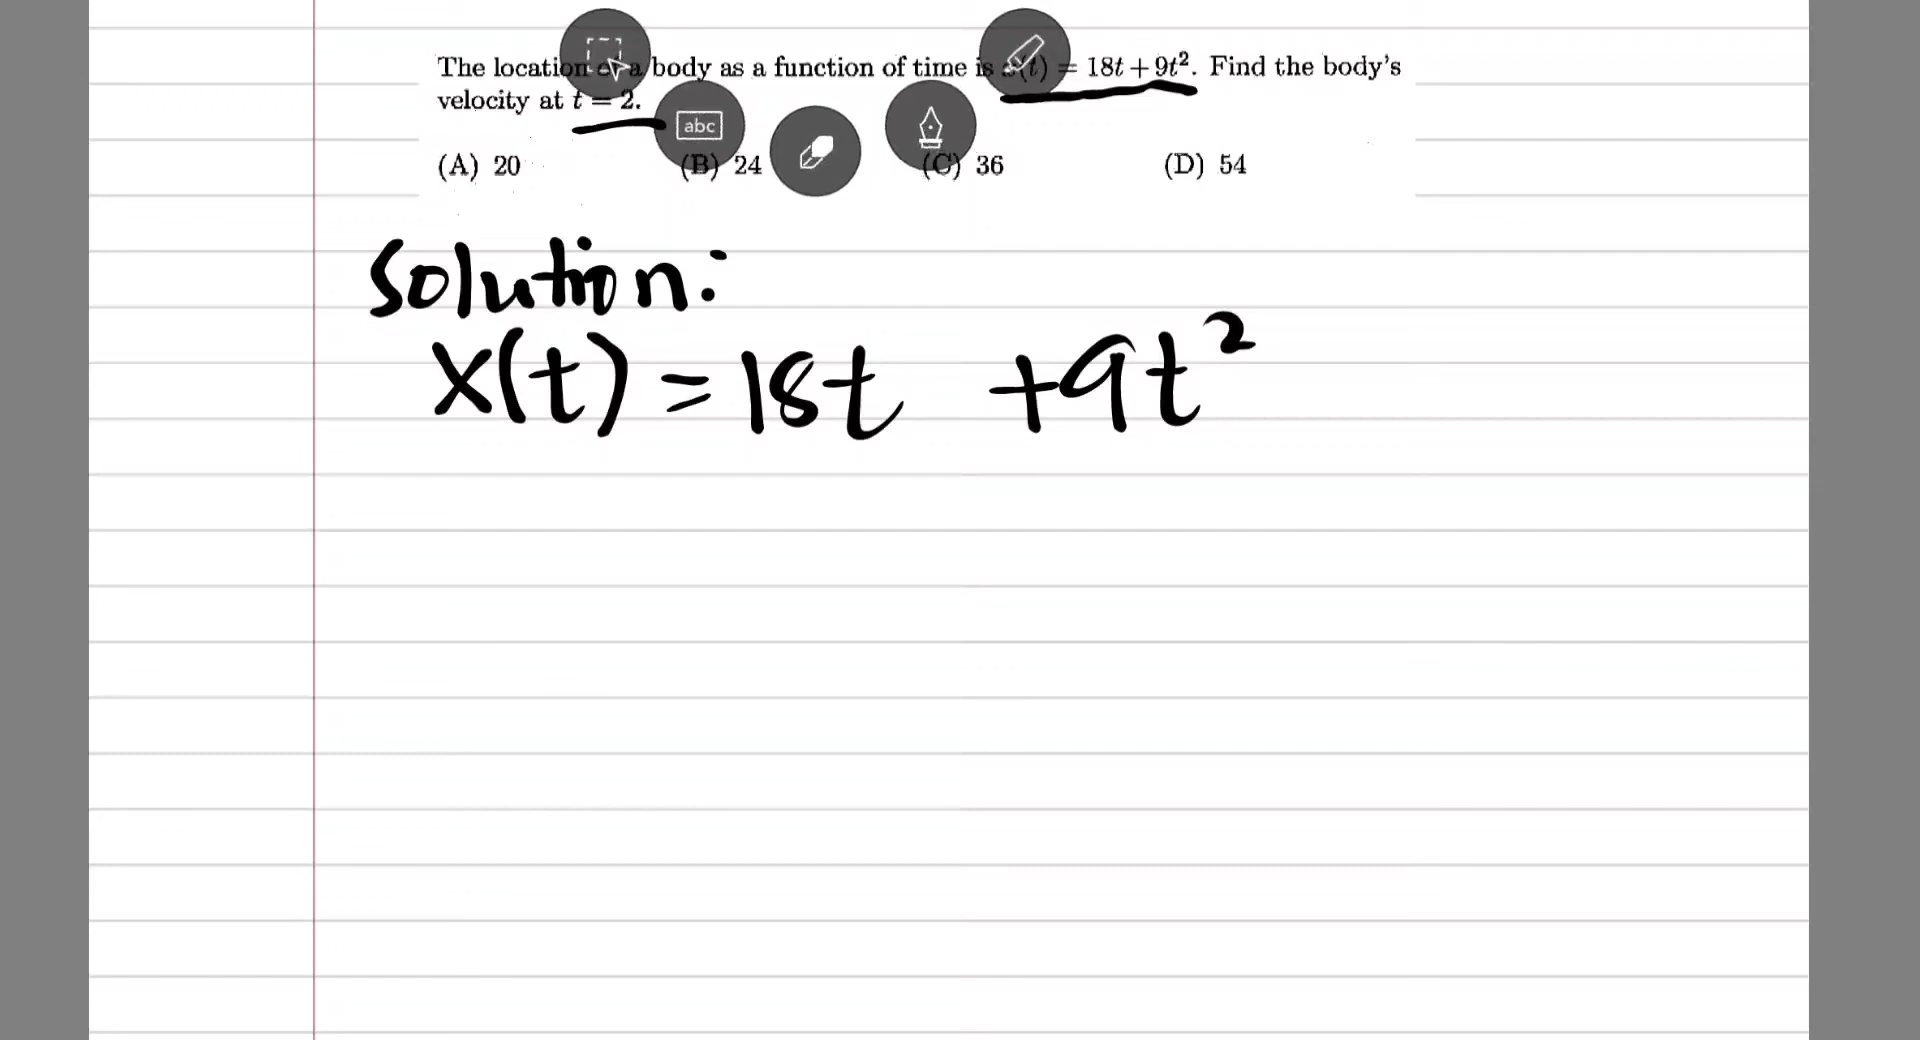 The location a body as a function of time is (t) = 18t + 9t². Find the body's
velocity at t = 2.
abc
(A) 20 (B) 24 (C) 36 (D) 54
Solution:
x(t) = 18t + 9t²